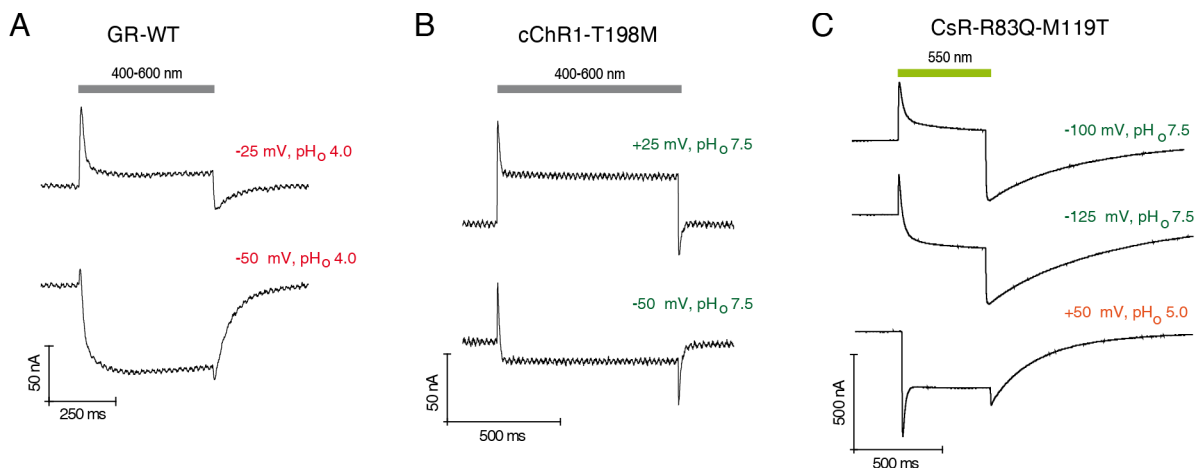 A
GR-WT
400-600 nm
-25 mV, pHO 4.0
-50 mV, pHO 4.0
50 nA
250 ms
B
cChR1-T198M
400-600 nm
+25 mV, pHO 7.5
-50 mV, pHO 7.5
50 nA
500 ms
C
CsR-R83Q-M119T
550 nm
-100 mV, pHO 7.5
-125 mV, pHO 7.5
+50 mV, pHO 5.0
500 nA
500 ms